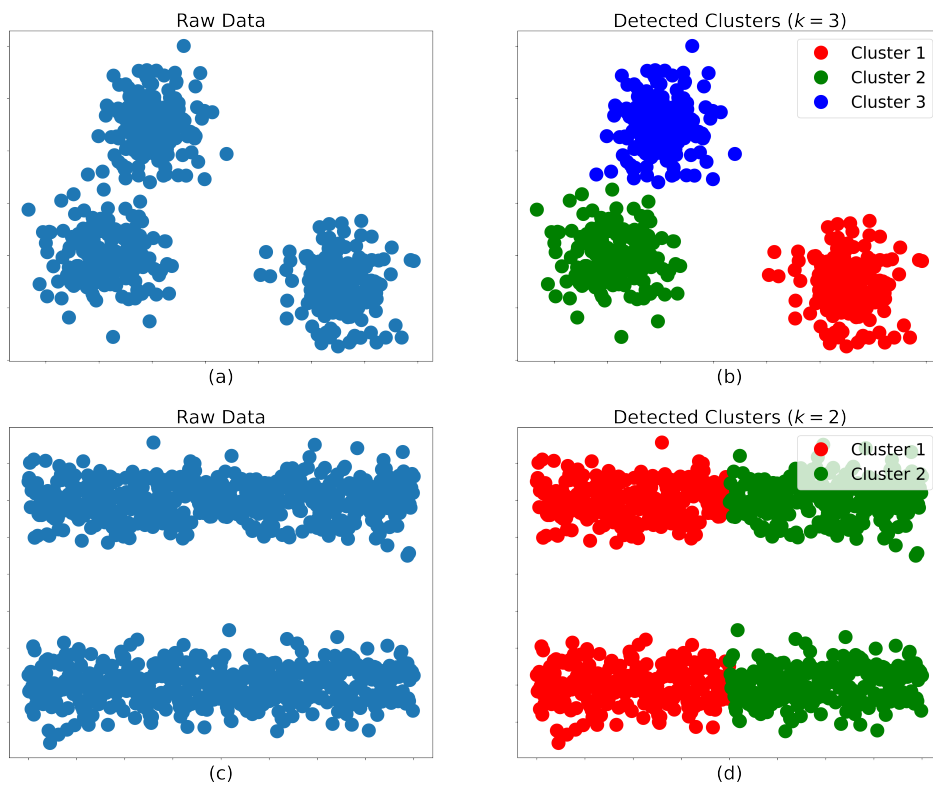 Raw Data
Detected Clusters (k = 3)
Cluster 1
Cluster 2
Cluster 3
(a)
(b)
Raw Data
Detected Clusters (k = 2)
Cluster 1
Cluster 2
(c)
(d)